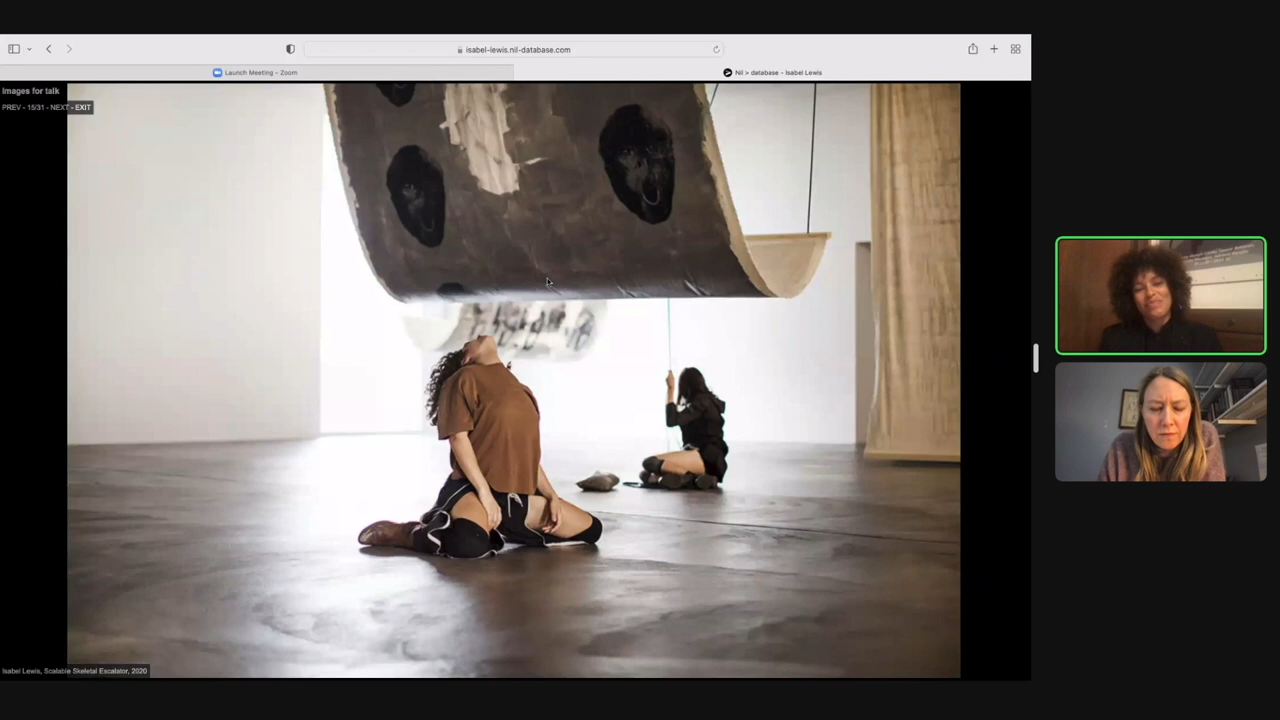 isabel-lewis.nil-database.com
Launch Meeting - Zoom
Nil > database - Isabel Lewis
Images for talk
PREV - 15/31 - NEXT - EXIT
Isabel Lewis, Scalable Skeletal Escalator, 2020